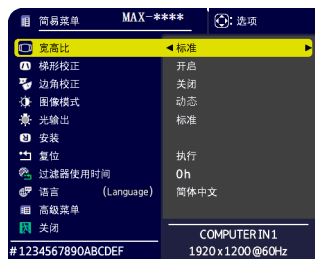 简易菜单 MAX-***** : 选项
宽高比 标准
梯形校正 开启
边角校正 关闭
图像模式 动态
光输出 标准
安装
复位 执行
过滤器使用时间 0h
语言 (Language) 简体中文
高级菜单
关闭
COMPUTER IN1
#1234567890ABCDEF 1920x1200@60Hz